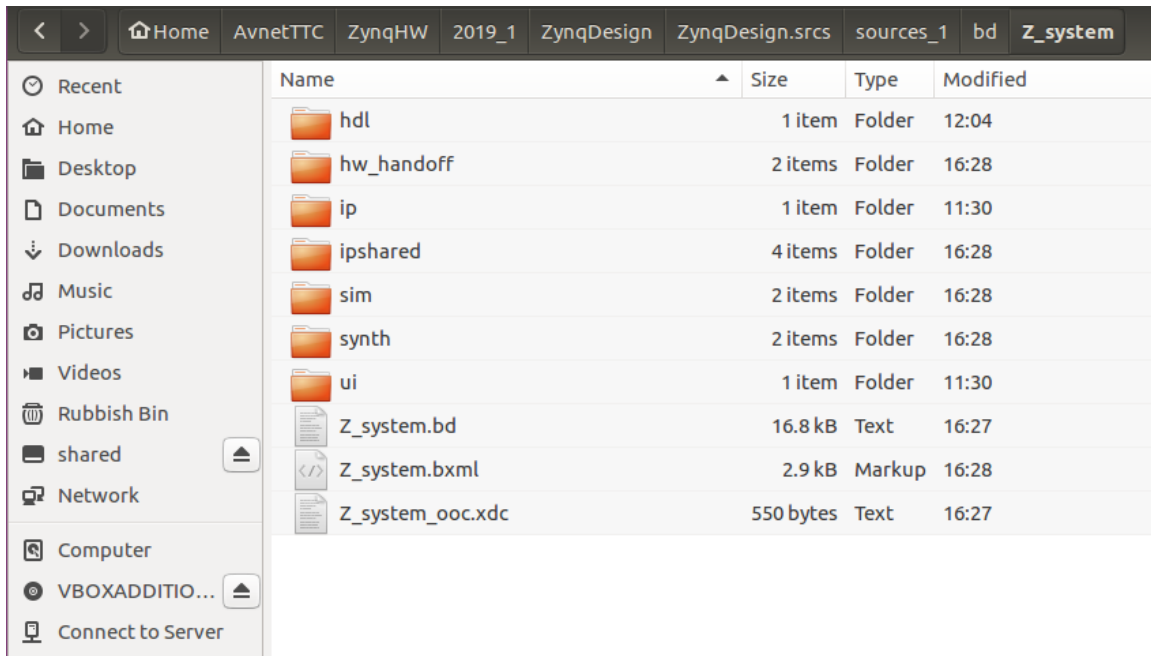 Home AvnetTTC ZynqHW 2019_1 ZynqDesign ZynqDesign.srcs sources_1 bd Z_system
Recent
Home
Desktop
Documents
Downloads
Music
Pictures
Videos
Rubbish Bin
shared
Network
Computer
VBOXADDITIO...
Connect to Server
Name Size Type Modified
hdl 1 item Folder 12:04
hw_handoff 2 items Folder 16:28
ip 1 item Folder 11:30
ipshared 4 items Folder 16:28
sim 2 items Folder 16:28
synth 2 items Folder 16:28
ui 1 item Folder 11:30
Z_system.bd 16.8 kB Text 16:27
Z_system.bxml 2.9 kB Markup 16:28
Z_system_ooc.xdc 550 bytes Text 16:27